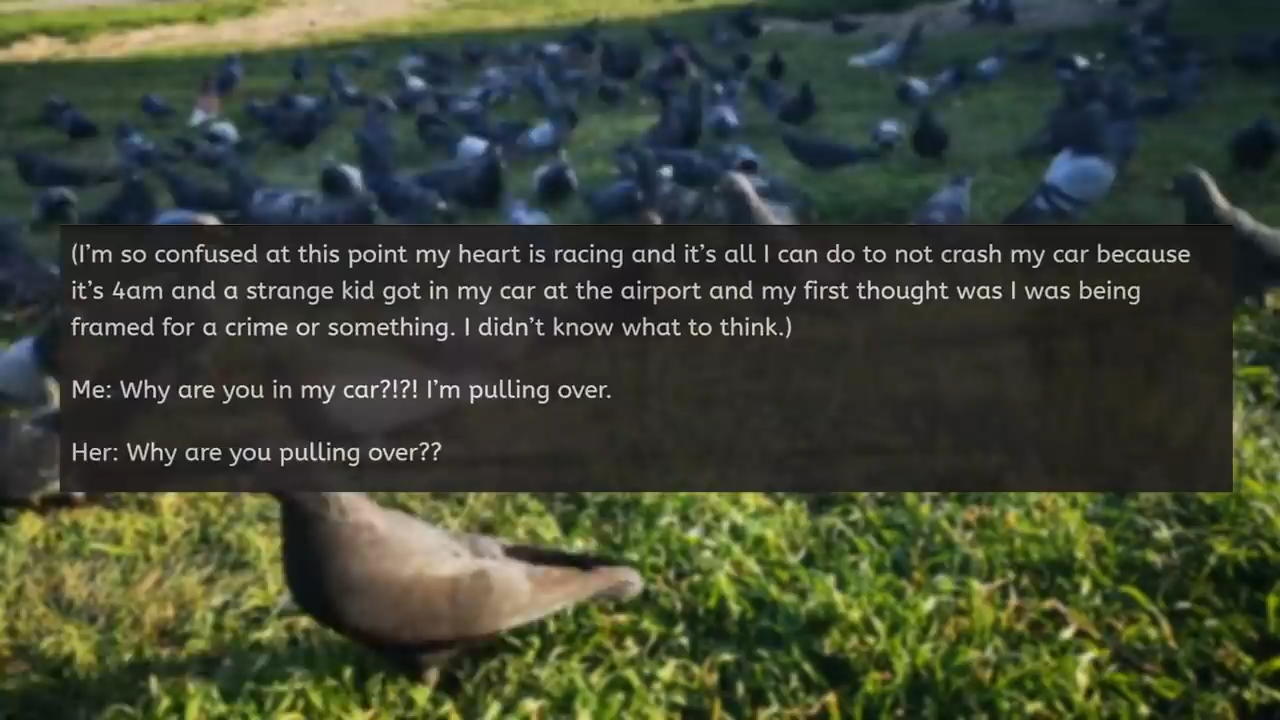 (I’m so confused at this point my heart is racing and it’s all I can do to not crash my car because
it’s 4am and a strange kid got in my car at the airport and my first thought was I was being
framed for a crime or something. I didn’t know what to think.)
Me: Why are you in my car?!?! I’m pulling over.
Her: Why are you pulling over??